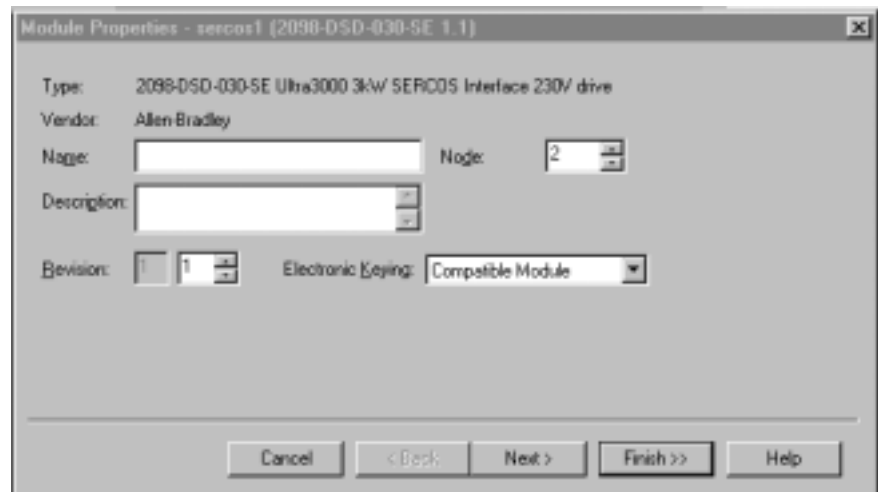 Module Properties - sercos1 (2098-DSD-030-SE 1.1)
Type: 2098-DSD-030-SE Ultra3000 3kW SERCOS Interface 230V drive
Vendor: Allen-Bradley
Name: Node: 2
Description:
Revision: 1 1 Electronic Keying: Compatible Module
Cancel < Back Next > Finish >> Help